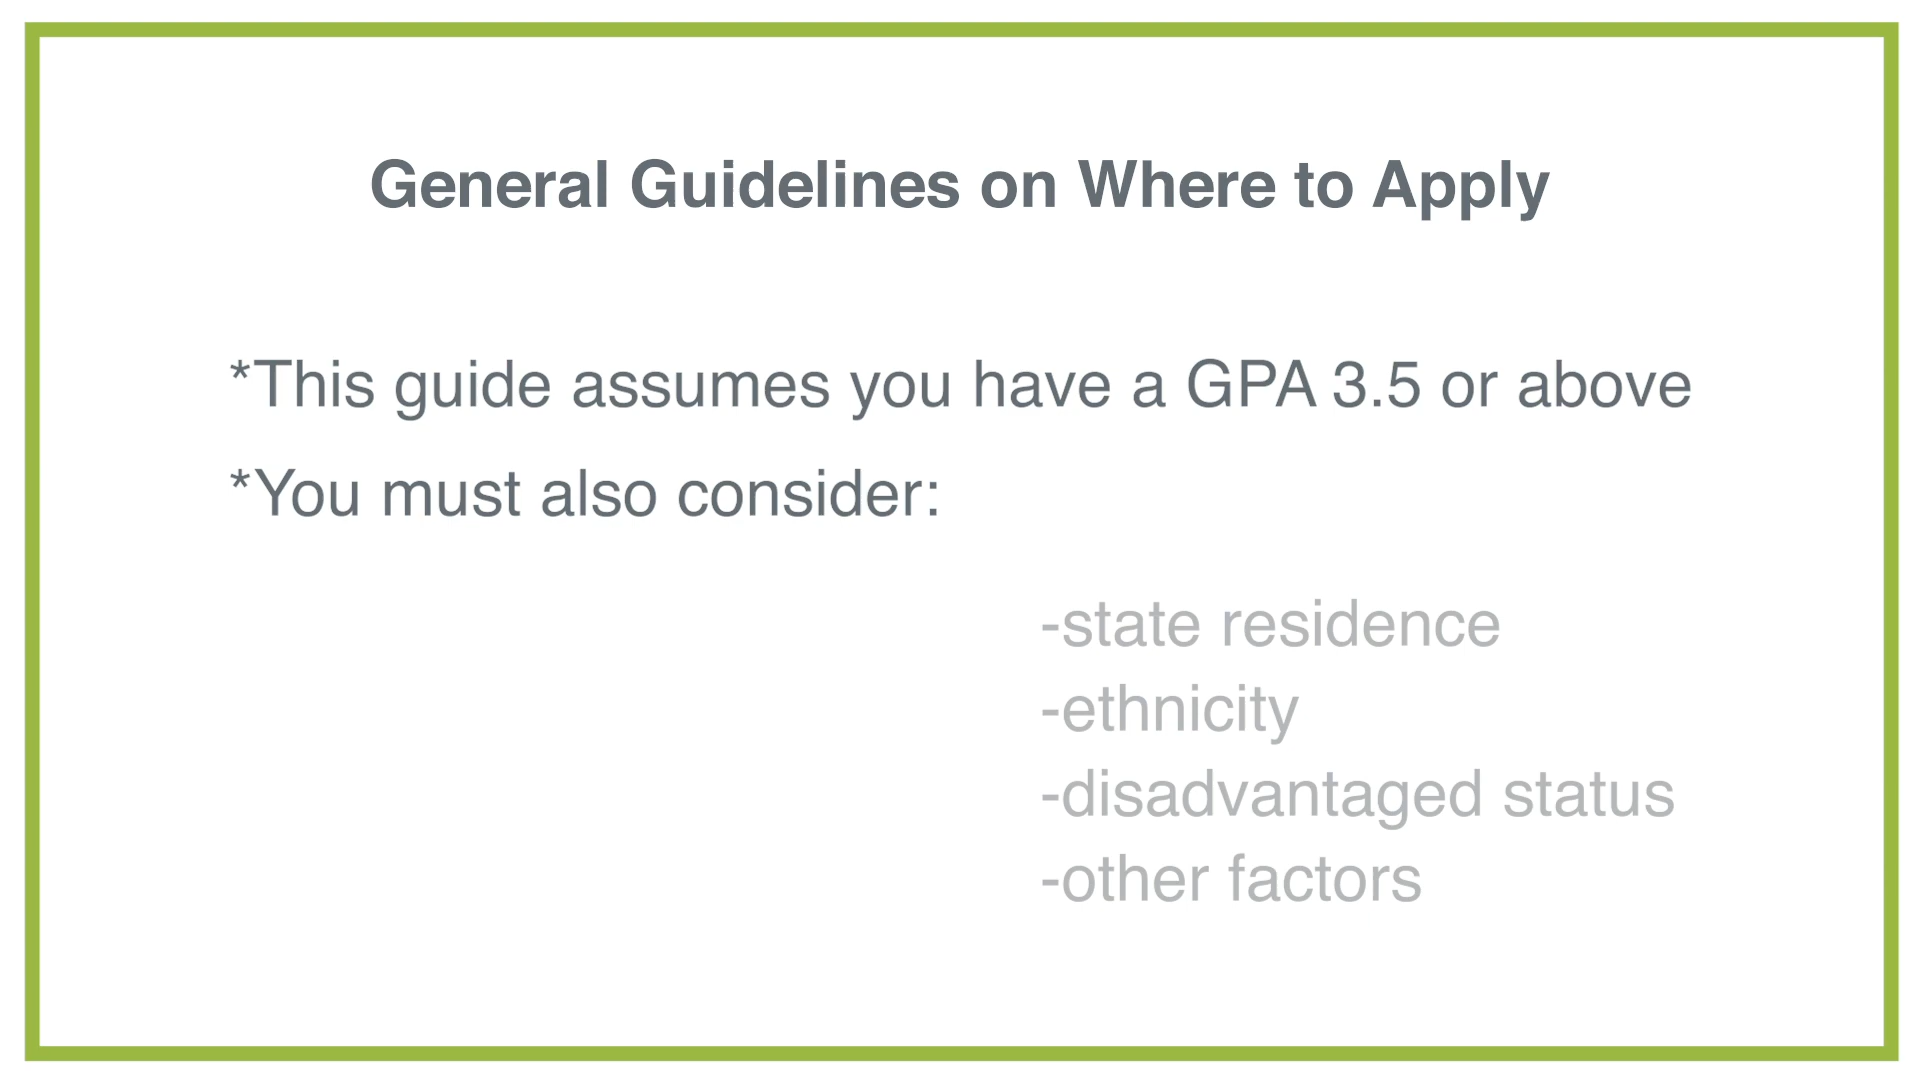 General Guidelines on Where to Apply
*This guide assumes you have a GPA 3.5 or above
*You must also consider:
-state residence
-ethnicity
-disadvantaged status
-other factors